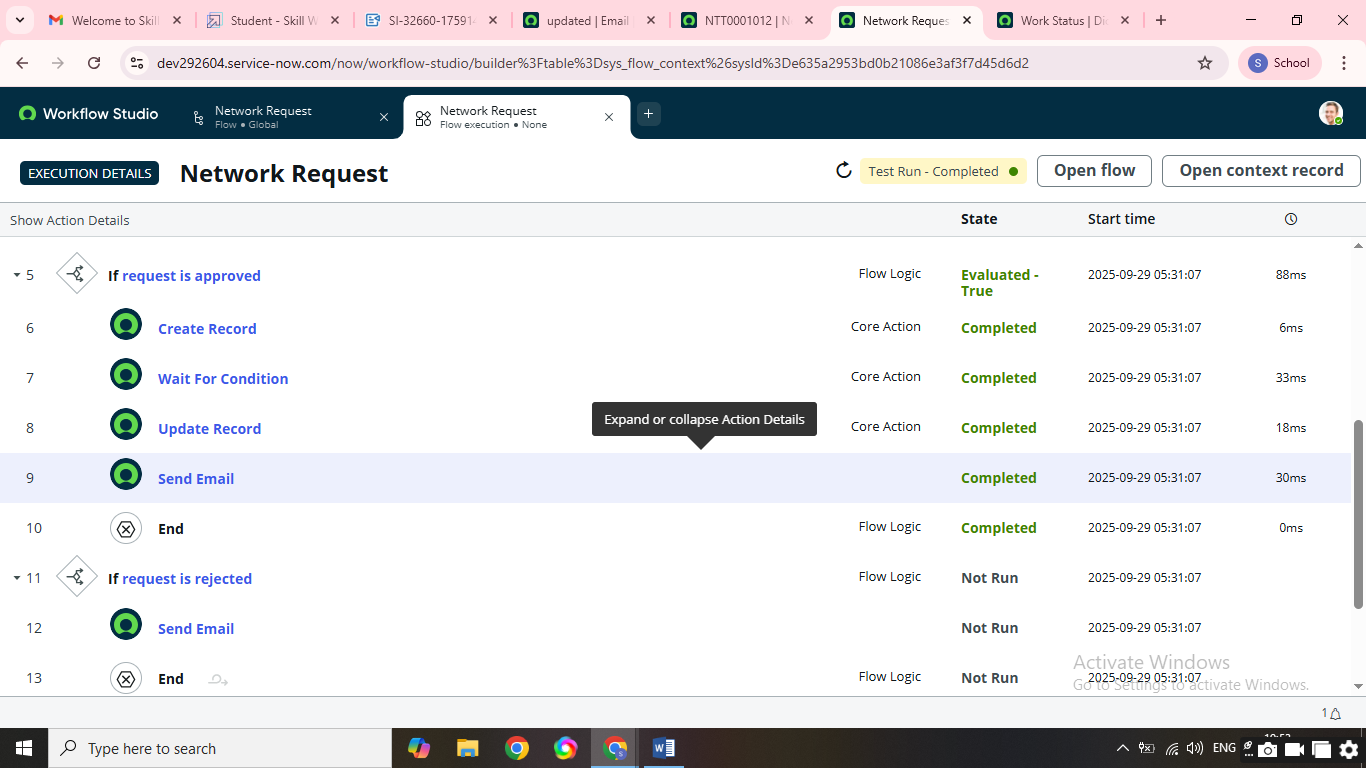 Welcome to Skil
Student - Skill W
SI-32660-17591
updated | Email
NTT0001012 | N
Network Reques
Work Status | Di
dev292604.service-now.com/now/workflow-studio/builder%3Ftable%3Dsys_flow_context%26sysId%3De635a2953bd0b21086e3af3f7d45d6d2
S School
Workflow Studio
Network Request
Flow • Global
Network Request
Flow execution • None
EXECUTION DETAILS
Network Request
Test Run - Completed
Open flow
Open context record
Show Action Details State Start time
5 If request is approved Flow Logic Evaluated - True 2025-09-29 05:31:07 88ms
6 Create Record Core Action Completed 2025-09-29 05:31:07 6ms
7 Wait For Condition Core Action Completed 2025-09-29 05:31:07 33ms
Expand or collapse Action Details
8 Update Record Core Action Completed 2025-09-29 05:31:07 18ms
9 Send Email Completed 2025-09-29 05:31:07 30ms
10 End Flow Logic Completed 2025-09-29 05:31:07 0ms
11 If request is rejected Flow Logic Not Run 2025-09-29 05:31:07
12 Send Email Not Run 2025-09-29 05:31:07
Activate Windows
13 End Flow Logic Not Run 2025-09-29 05:31:07
Go to Settings to activate Windows.
1
Type here to search
ENG